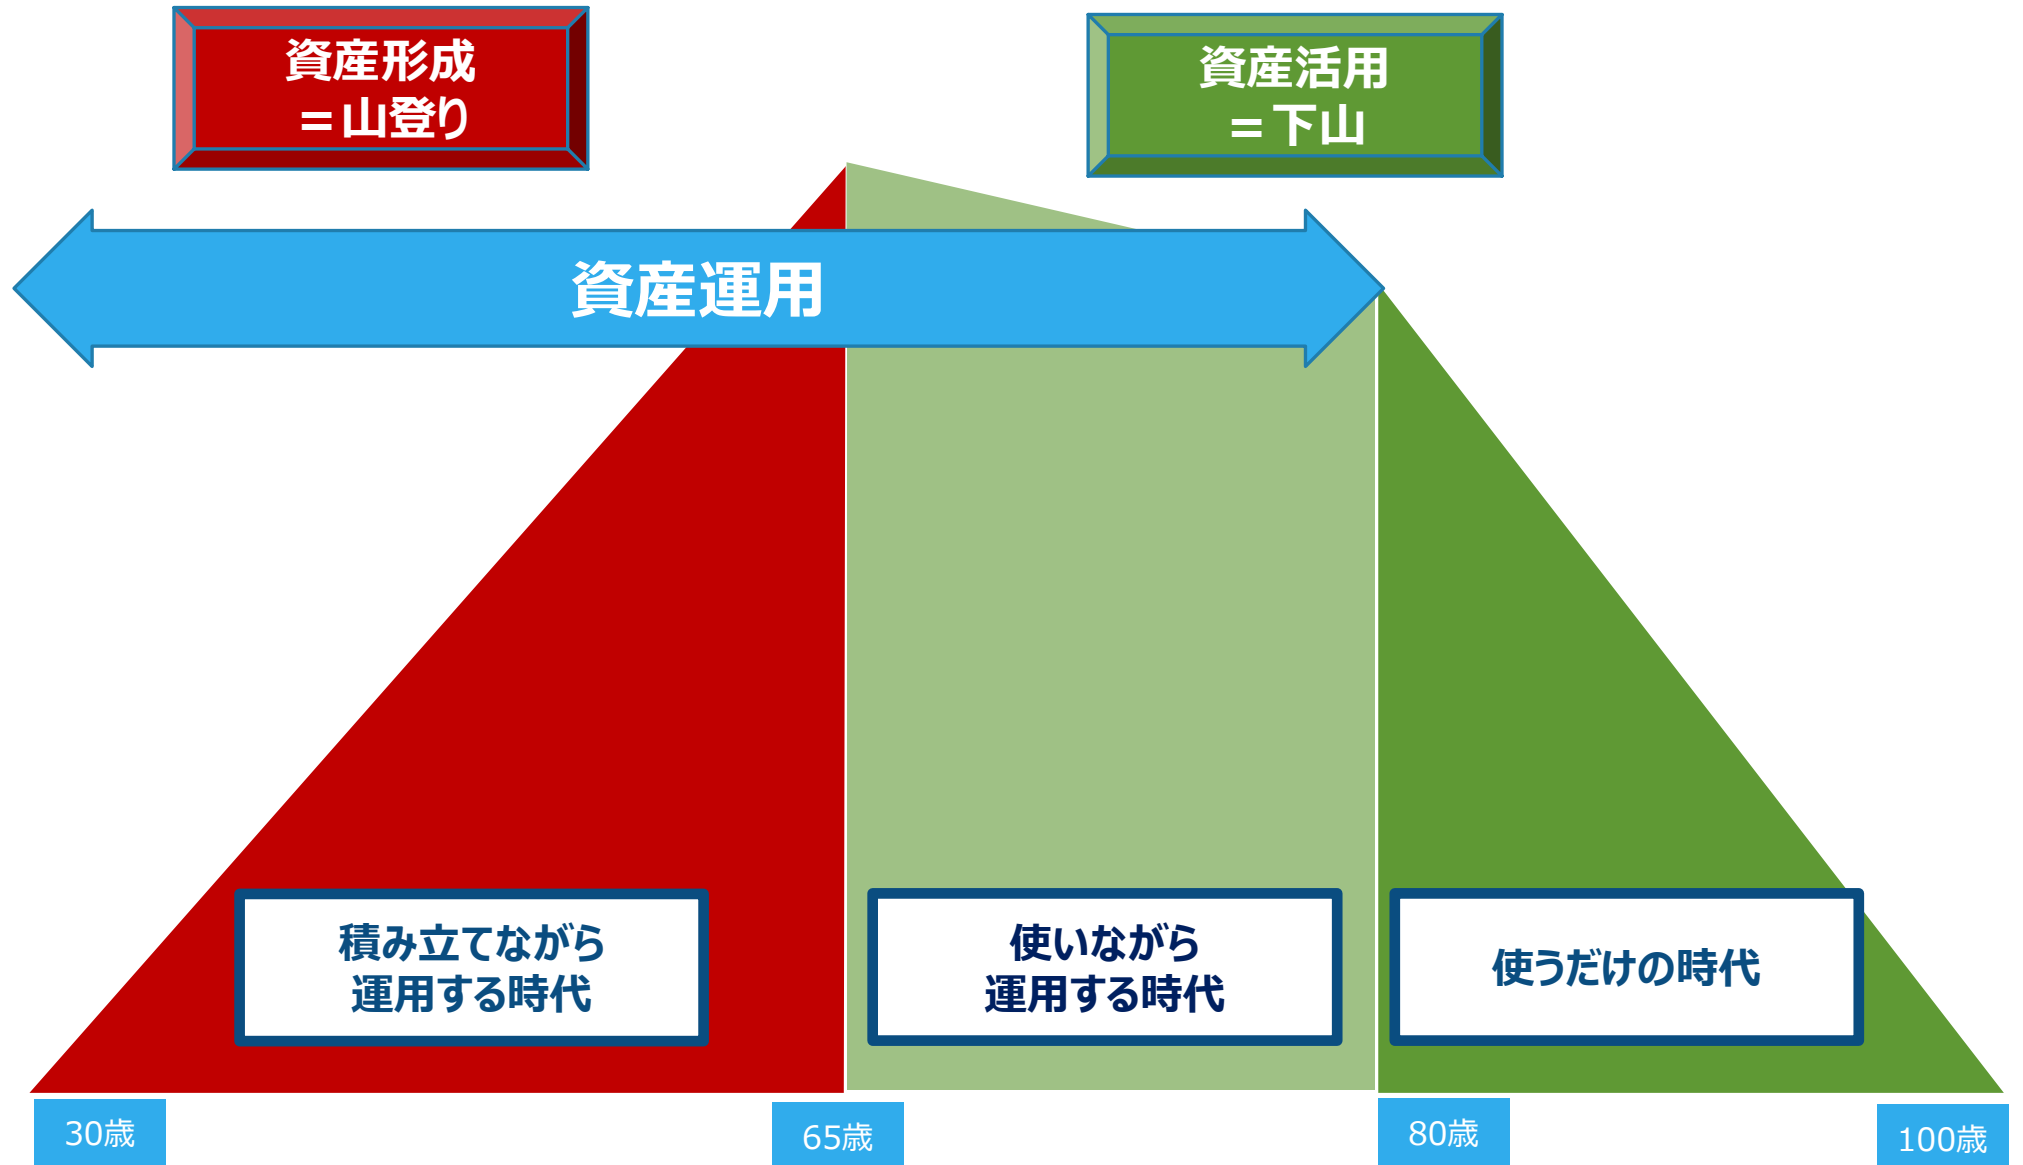 資産形成
=山登り
資産活用
=下山
資産運用
積み立てながら
運用する時代
使いながら
運用する時代
使うだけの時代
30歳
65歳
80歳
100歳